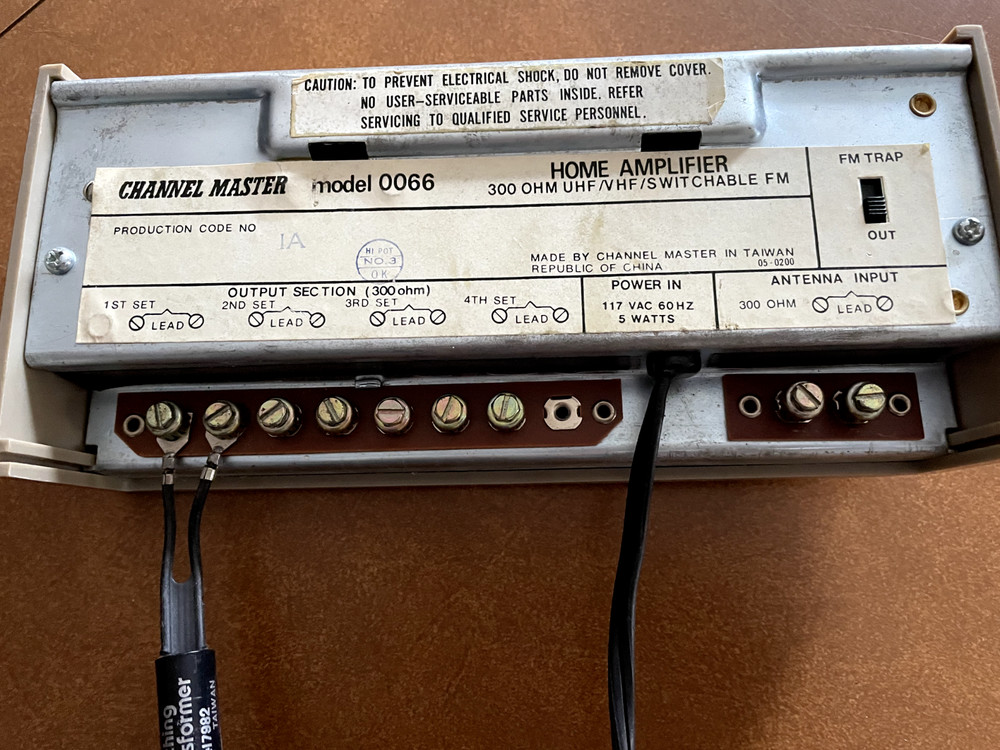 CAUTION: TO PREVENT ELECTRICAL SHOCK, DO NOT REMOVE COVER.
NO USER-SERVICEABLE PARTS INSIDE. REFER
SERVICING TO QUALIFIED SERVICE PERSONNEL.
CHANNEL MASTER model 0066
HOME AMPLIFIER
300 OHM UHF/VHF/SWITCHABLE FM
FM TRAP
OUT
PRODUCTION CODE NO
1A
HI POT
NO.3
OK
MADE BY CHANNEL MASTER IN TAIWAN
REPUBLIC OF CHINA
05-0200
OUTPUT SECTION (300 ohm)
1ST SET
LEAD
2ND SET
LEAD
3RD SET
LEAD
4TH SET
LEAD
POWER IN
117 VAC 60HZ
5 WATTS
ANTENNA INPUT
300 OHM
LEAD
hing
sformer
17982
TAIWAN